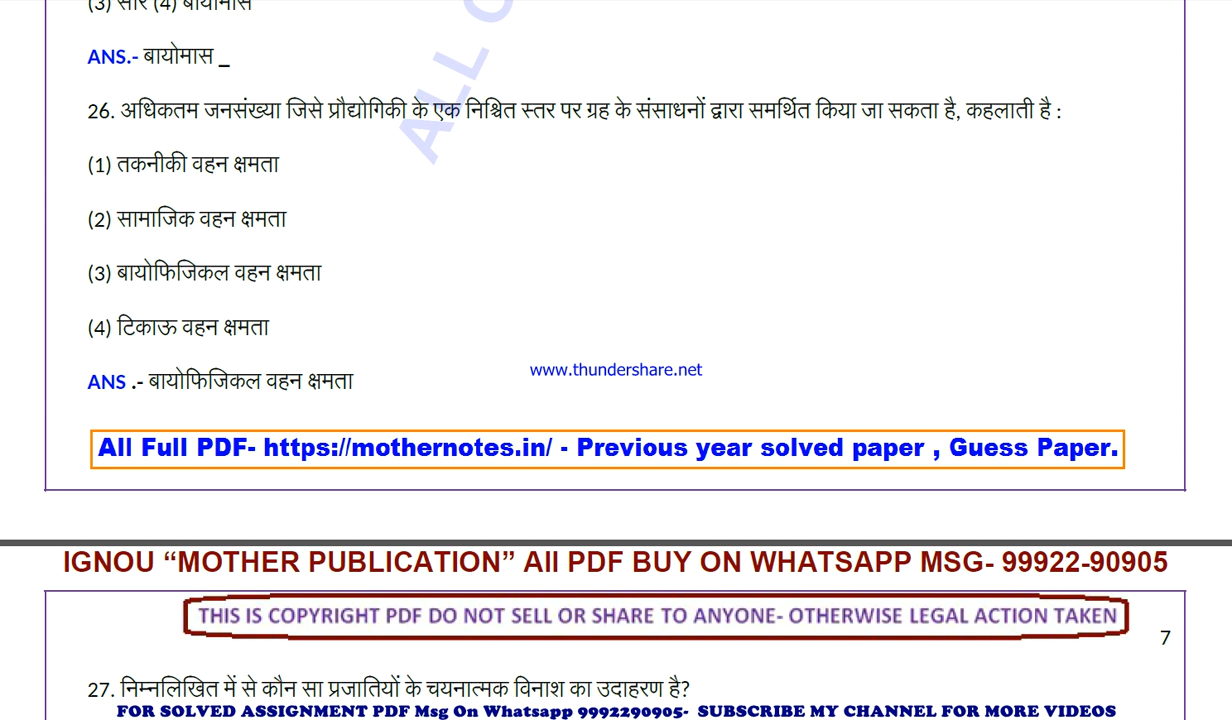 (3) सार (4) बायोमास
ANS.- बायोमास _
26. अधिकतम जनसंख्या जिसे प्रौद्योगिकी के एक निश्चित स्तर पर ग्रह के संसाधनों द्वारा समर्थित किया जा सकता है, कहलाती है :
(1) तकनीकी वहन क्षमता
(2) सामाजिक वहन क्षमता
(3) बायोफिजिकल वहन क्षमता
(4) टिकाऊ वहन क्षमता
www.thundershare.net
ANS .- बायोफिजिकल वहन क्षमता
All Full PDF- https://mothernotes.in/ - Previous year solved paper , Guess Paper.
IGNOU “MOTHER PUBLICATION” All PDF BUY ON WHATSAPP MSG- 99922-90905
THIS IS COPYRIGHT PDF DO NOT SELL OR SHARE TO ANYONE- OTHERWISE LEGAL ACTION TAKEN
7
27. निम्नलिखित में से कौन सा प्रजातियों के चयनात्मक विनाश का उदाहरण है?
FOR SOLVED ASSIGNMENT PDF Msg On Whatsapp 9992290905- SUBSCRIBE MY CHANNEL FOR MORE VIDEOS
ALL